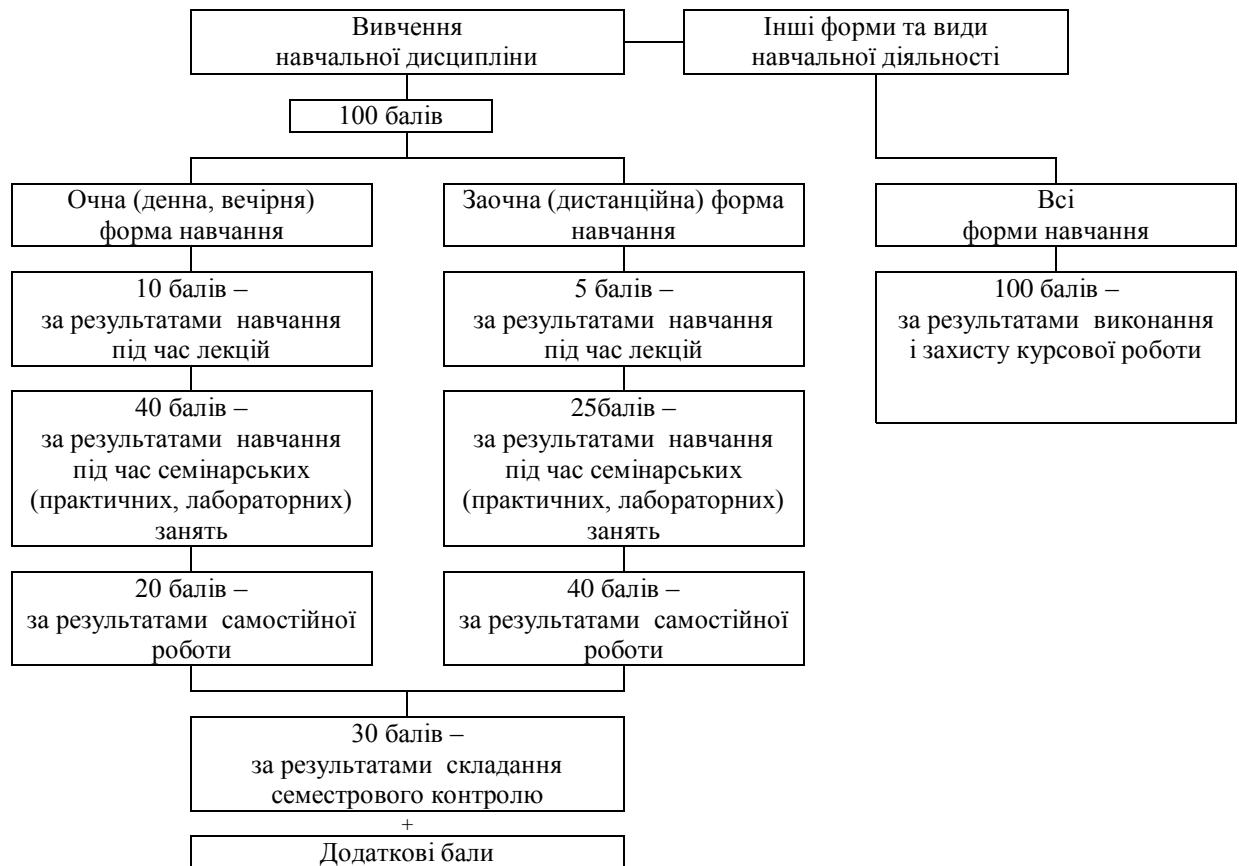 Вивчення
навчальної дисципліни
Інші форми та види
навчальної діяльності
100 балів
Очна (денна, вечірня)
форма навчання
Заочна (дистанційна) форма
навчання
Всі
форми навчання
10 балів –
за результатами навчання
під час лекцій
5 балів –
за результатами навчання
під час лекцій
100 балів –
за результатами виконання
і захисту курсової роботи
40 балів –
за результатами навчання
під час семінарських
(практичних, лабораторних)
занять
25балів –
за результатами навчання
під час семінарських
(практичних, лабораторних)
занять
20 балів –
за результатами самостійної
роботи
40 балів –
за результатами самостійної
роботи
30 балів –
за результатами складання
семестрового контролю
+
Додаткові бали